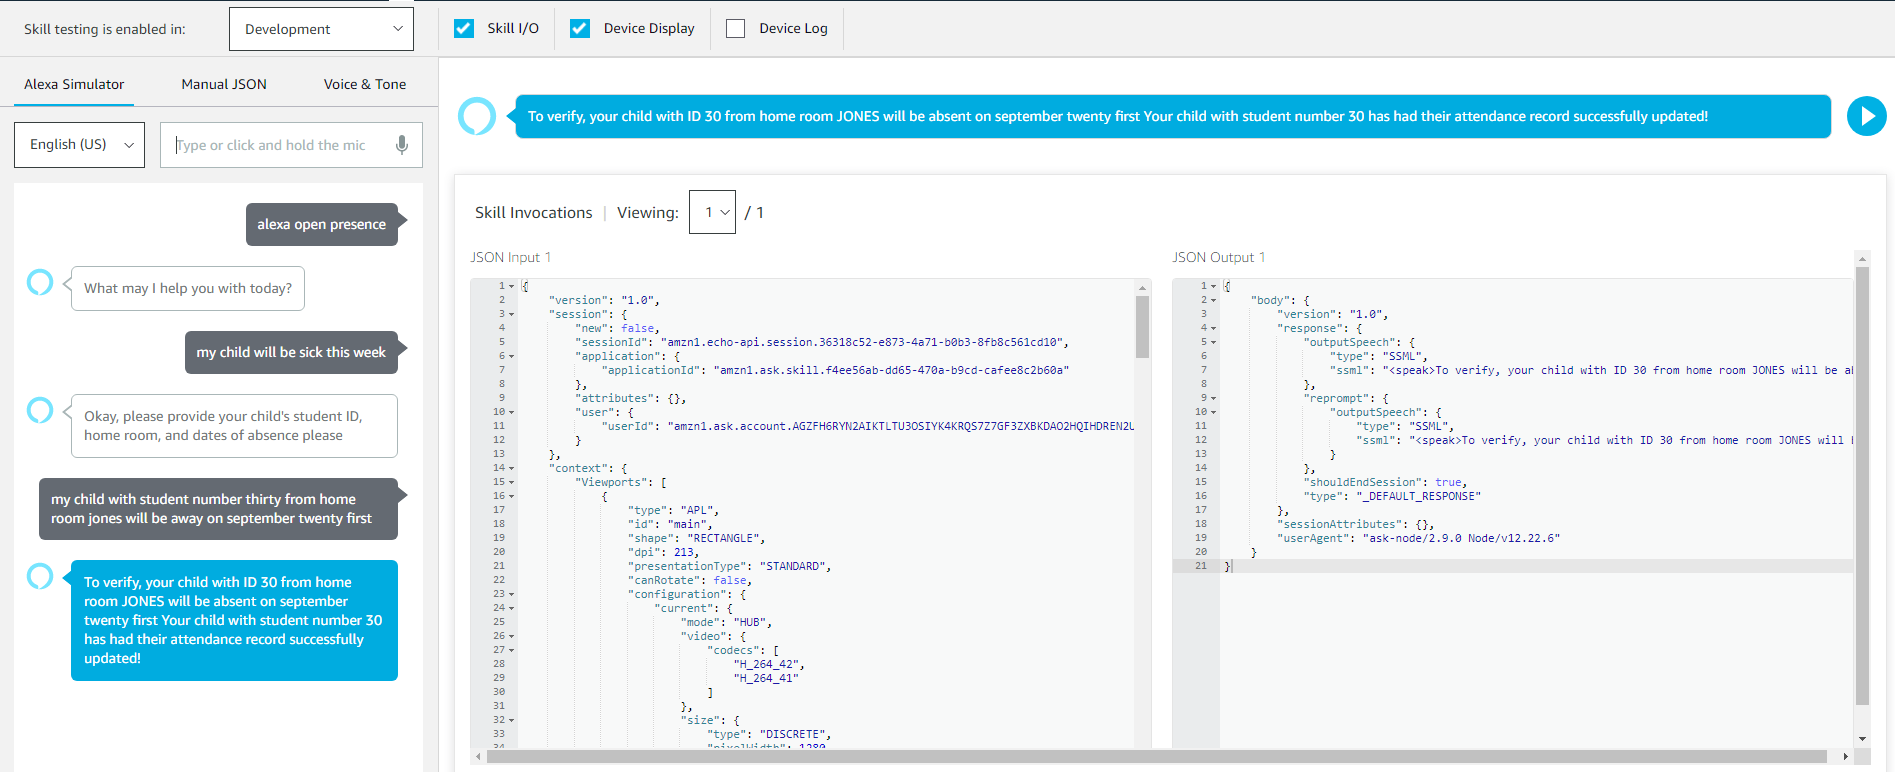 Skill testing is enabled in:
Development
Skill I/O
Device Display
Device Log
Alexa Simulator
Manual JSON
Voice & Tone
English (US)
Type or click and hold the mic
alexa open presence
What may I help you with today?
my child will be sick this week
Okay, please provide your child's student ID,
home room, and dates of absence please
my child with student number thirty from home
room jones will be away on september twenty first
To verify, your child with ID 30 from home
room JONES will be absent on september
twenty first Your child with student number 30
has had their attendance record successfully
updated!
To verify, your child with ID 30 from home room JONES will be absent on september twenty first Your child with student number 30 has had their attendance record successfully updated!
Skill Invocations | Viewing: 1 / 1
JSON Input 1
1 {
2 "version": "1.0",
3 "session": {
4 "new": false,
5 "sessionId": "amzn1.echo-api.session.36318c52-e873-4a71-b0b3-8fb8c561cd10",
6 "application": {
7 "applicationId": "amzn1.ask.skill.f4ee56ab-dd65-470a-b9cd-cafee8c2b60a"
8 },
9 "attributes": {},
10 "user": {
11 "userId": "amzn1.ask.account.AGZFH6RYN2AIKTLTU3OSIYK4KRQS7Z7GF3ZXBKDAO2HQIHDREN2U
12 }
13 },
14 "context": {
15 "Viewports": [
16 {
17 "type": "APL",
18 "id": "main",
19 "shape": "RECTANGLE",
20 "dpi": 213,
21 "presentationType": "STANDARD",
22 "canRotate": false,
23 "configuration": {
24 "current": {
25 "mode": "HUB",
26 "video": {
27 "codecs": [
28 "H_264_42",
29 "H_264_41"
30 ]
31 },
32 "size": {
33 "type": "DISCRETE",
34 "pixelWidth": 1280
JSON Output 1
1 {
2 "body": {
3 "version": "1.0",
4 "response": {
5 "outputSpeech": {
6 "type": "SSML",
7 "ssml": "<speak>To verify, your child with ID 30 from home room JONES will be a
8 },
9 "reprompt": {
10 "outputSpeech": {
11 "type": "SSML",
12 "ssml": "<speak>To verify, your child with ID 30 from home room JONES will
13 }
14 },
15 "shouldEndSession": true,
16 "type": "_DEFAULT_RESPONSE"
17 },
18 "sessionAttributes": {},
19 "userAgent": "ask-node/2.9.0 Node/v12.22.6"
20 }
21 }